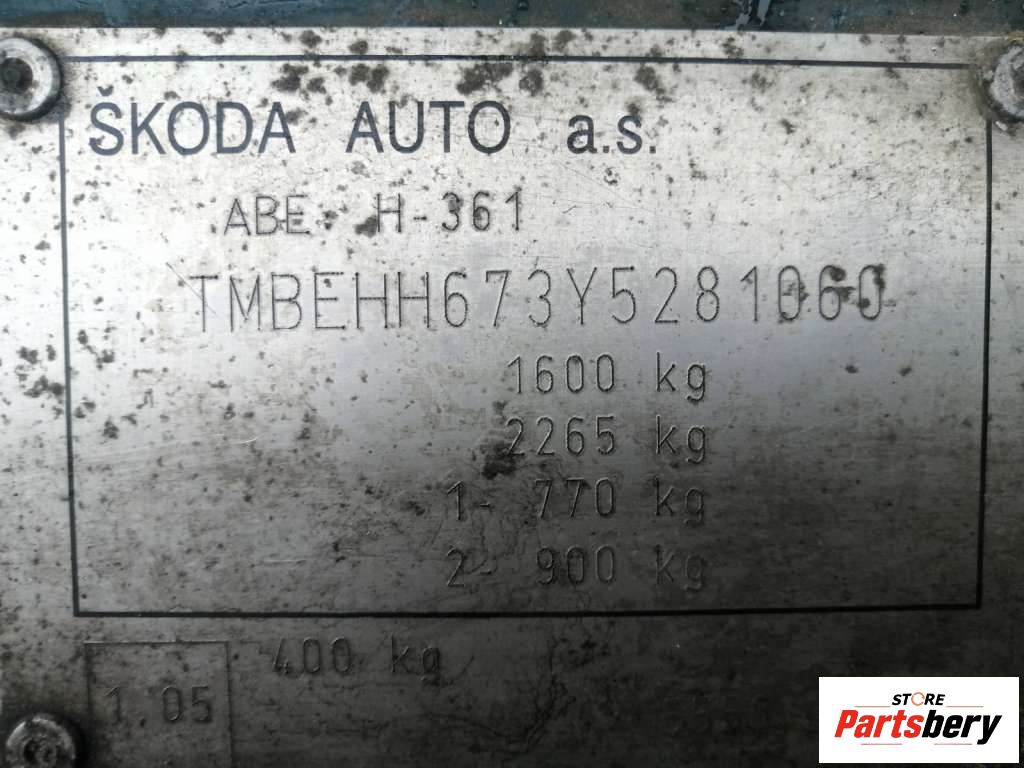 ŠKODA AUTO a.s.
ABE H-361
TMBEHH673Y5281060
1600 kg
2265 kg
1- 770 kg
2- 900 kg
400 kg
1.05
STORE
Partsbery